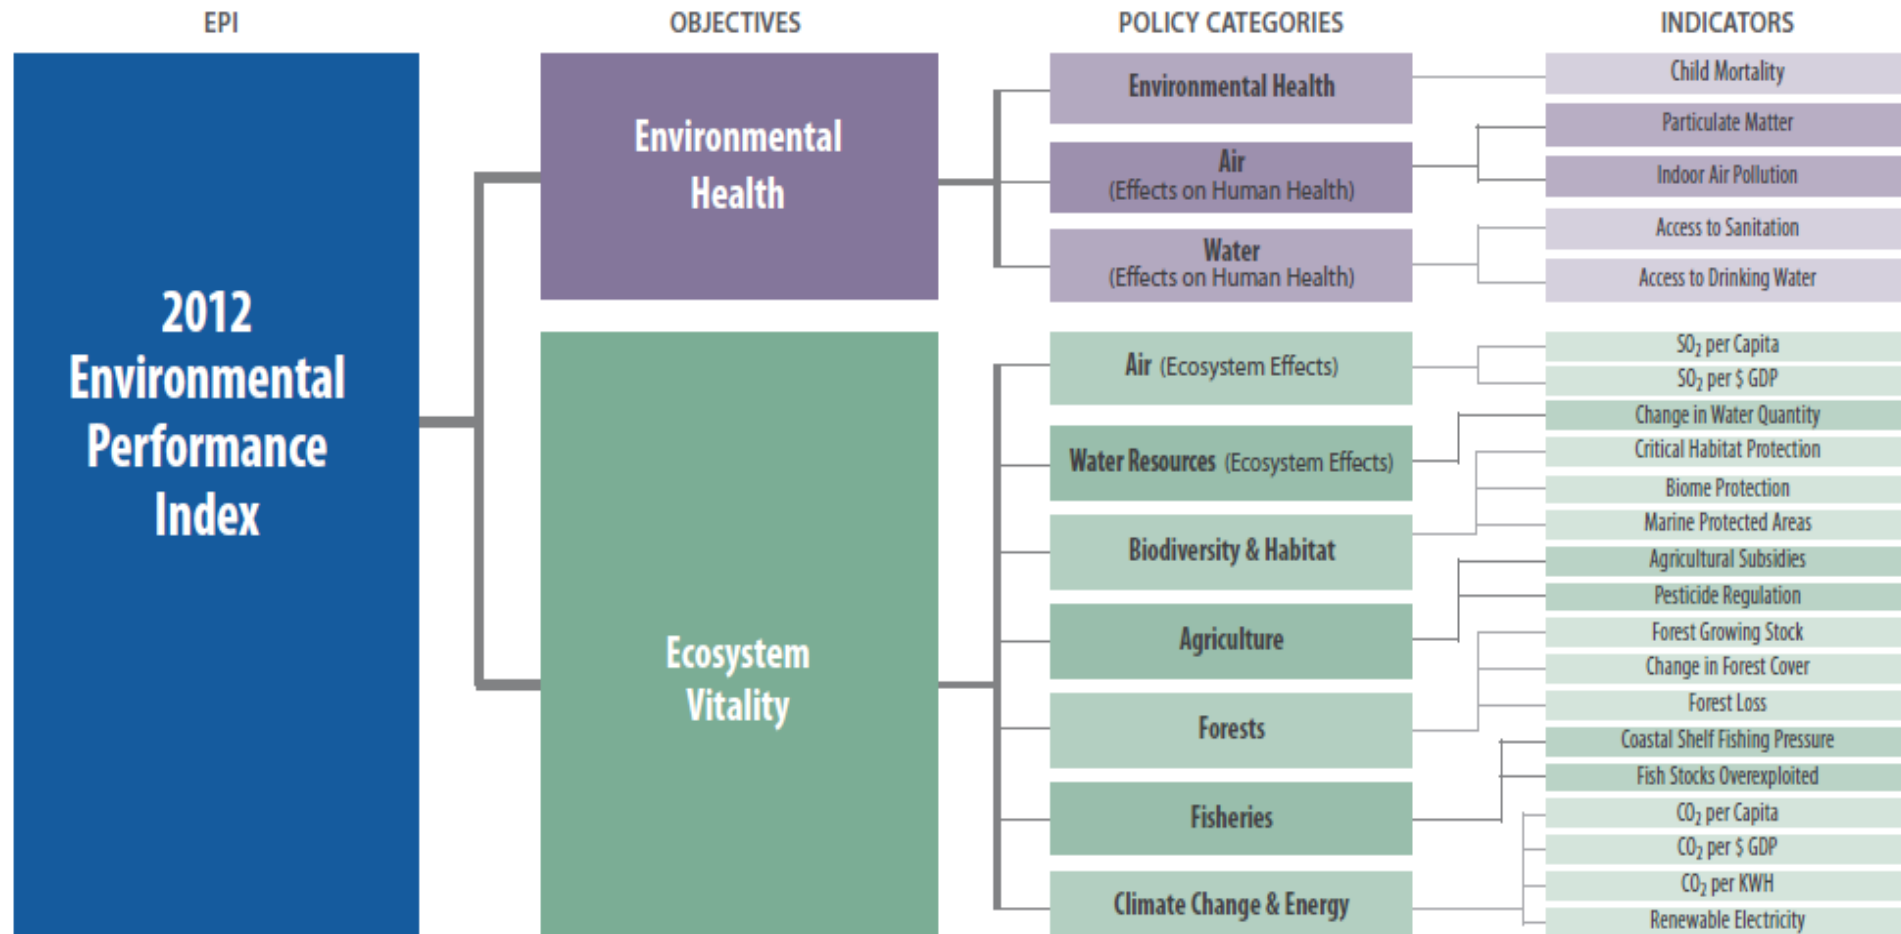 EPI
OBJECTIVES
POLICY CATEGORIES
INDICATORS
2012
Environmental
Performance
Index
Environmental
Health
Ecosystem
Vitality
Environmental Health
Air
(Effects on Human Health)
Water
(Effects on Human Health)
Air (Ecosystem Effects)
Water Resources (Ecosystem Effects)
Biodiversity & Habitat
Agriculture
Forests
Fisheries
Climate Change & Energy
Child Mortality
Particulate Matter
Indoor Air Pollution
Access to Sanitation
Access to Drinking Water
SO₂ per Capita
SO₂ per $ GDP
Change in Water Quantity
Critical Habitat Protection
Biome Protection
Marine Protected Areas
Agricultural Subsidies
Pesticide Regulation
Forest Growing Stock
Change in Forest Cover
Forest Loss
Coastal Shelf Fishing Pressure
Fish Stocks Overexploited
CO₂ per Capita
CO₂ per $ GDP
CO₂ per KWH
Renewable Electricity